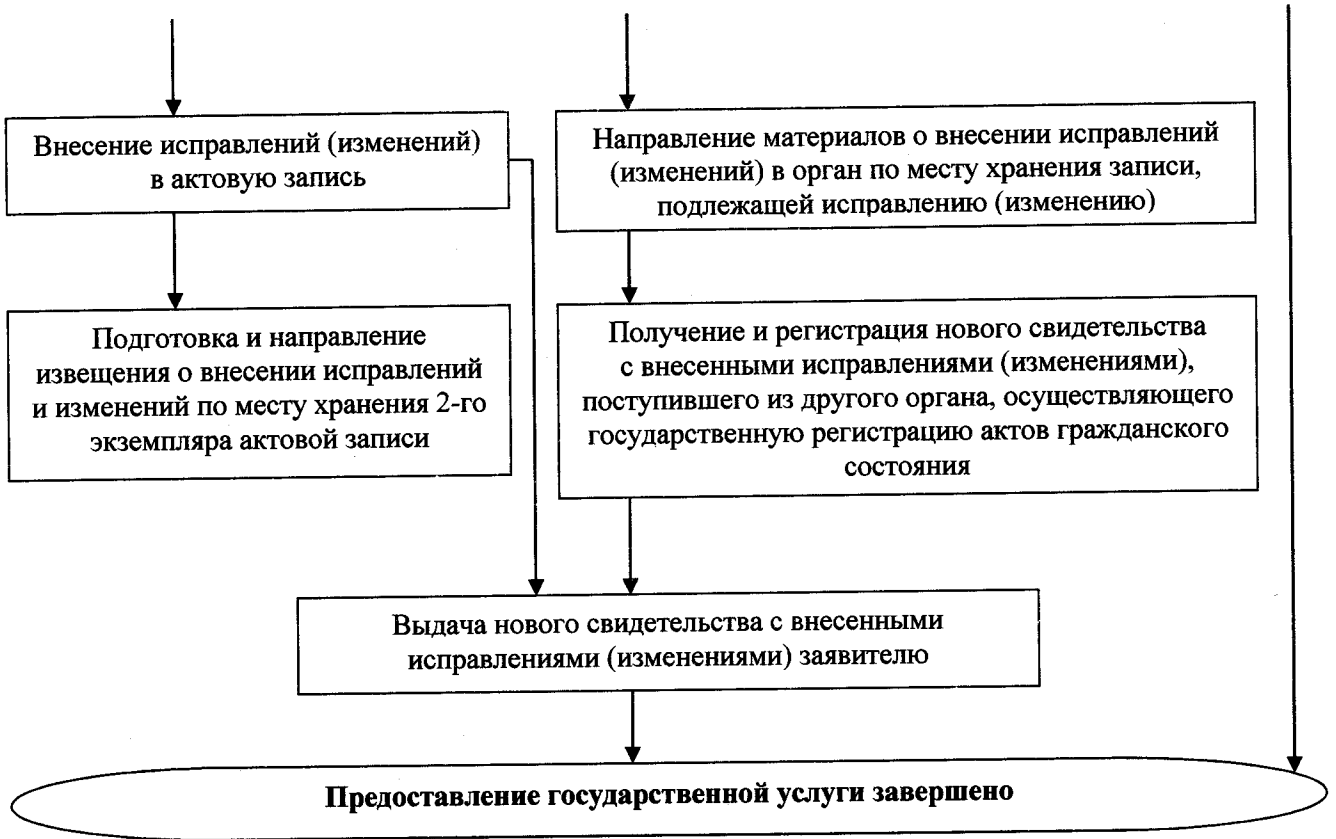 Внесение исправлений (изменений)
в актовую запись
Направление материалов о внесении исправлений
(изменений) в орган по месту хранения записи,
подлежащей исправлению (изменению)
Подготовка и направление
извещения о внесении исправлений
и изменений по месту хранения 2-го
экземпляра актовой записи
Получение и регистрация нового свидетельства
с внесенными исправлениями (изменениями),
поступившего из другого органа, осуществляющего
государственную регистрацию актов гражданского
состояния
Выдача нового свидетельства с внесенными
исправлениями (изменениями) заявителю
Предоставление государственной услуги завершено